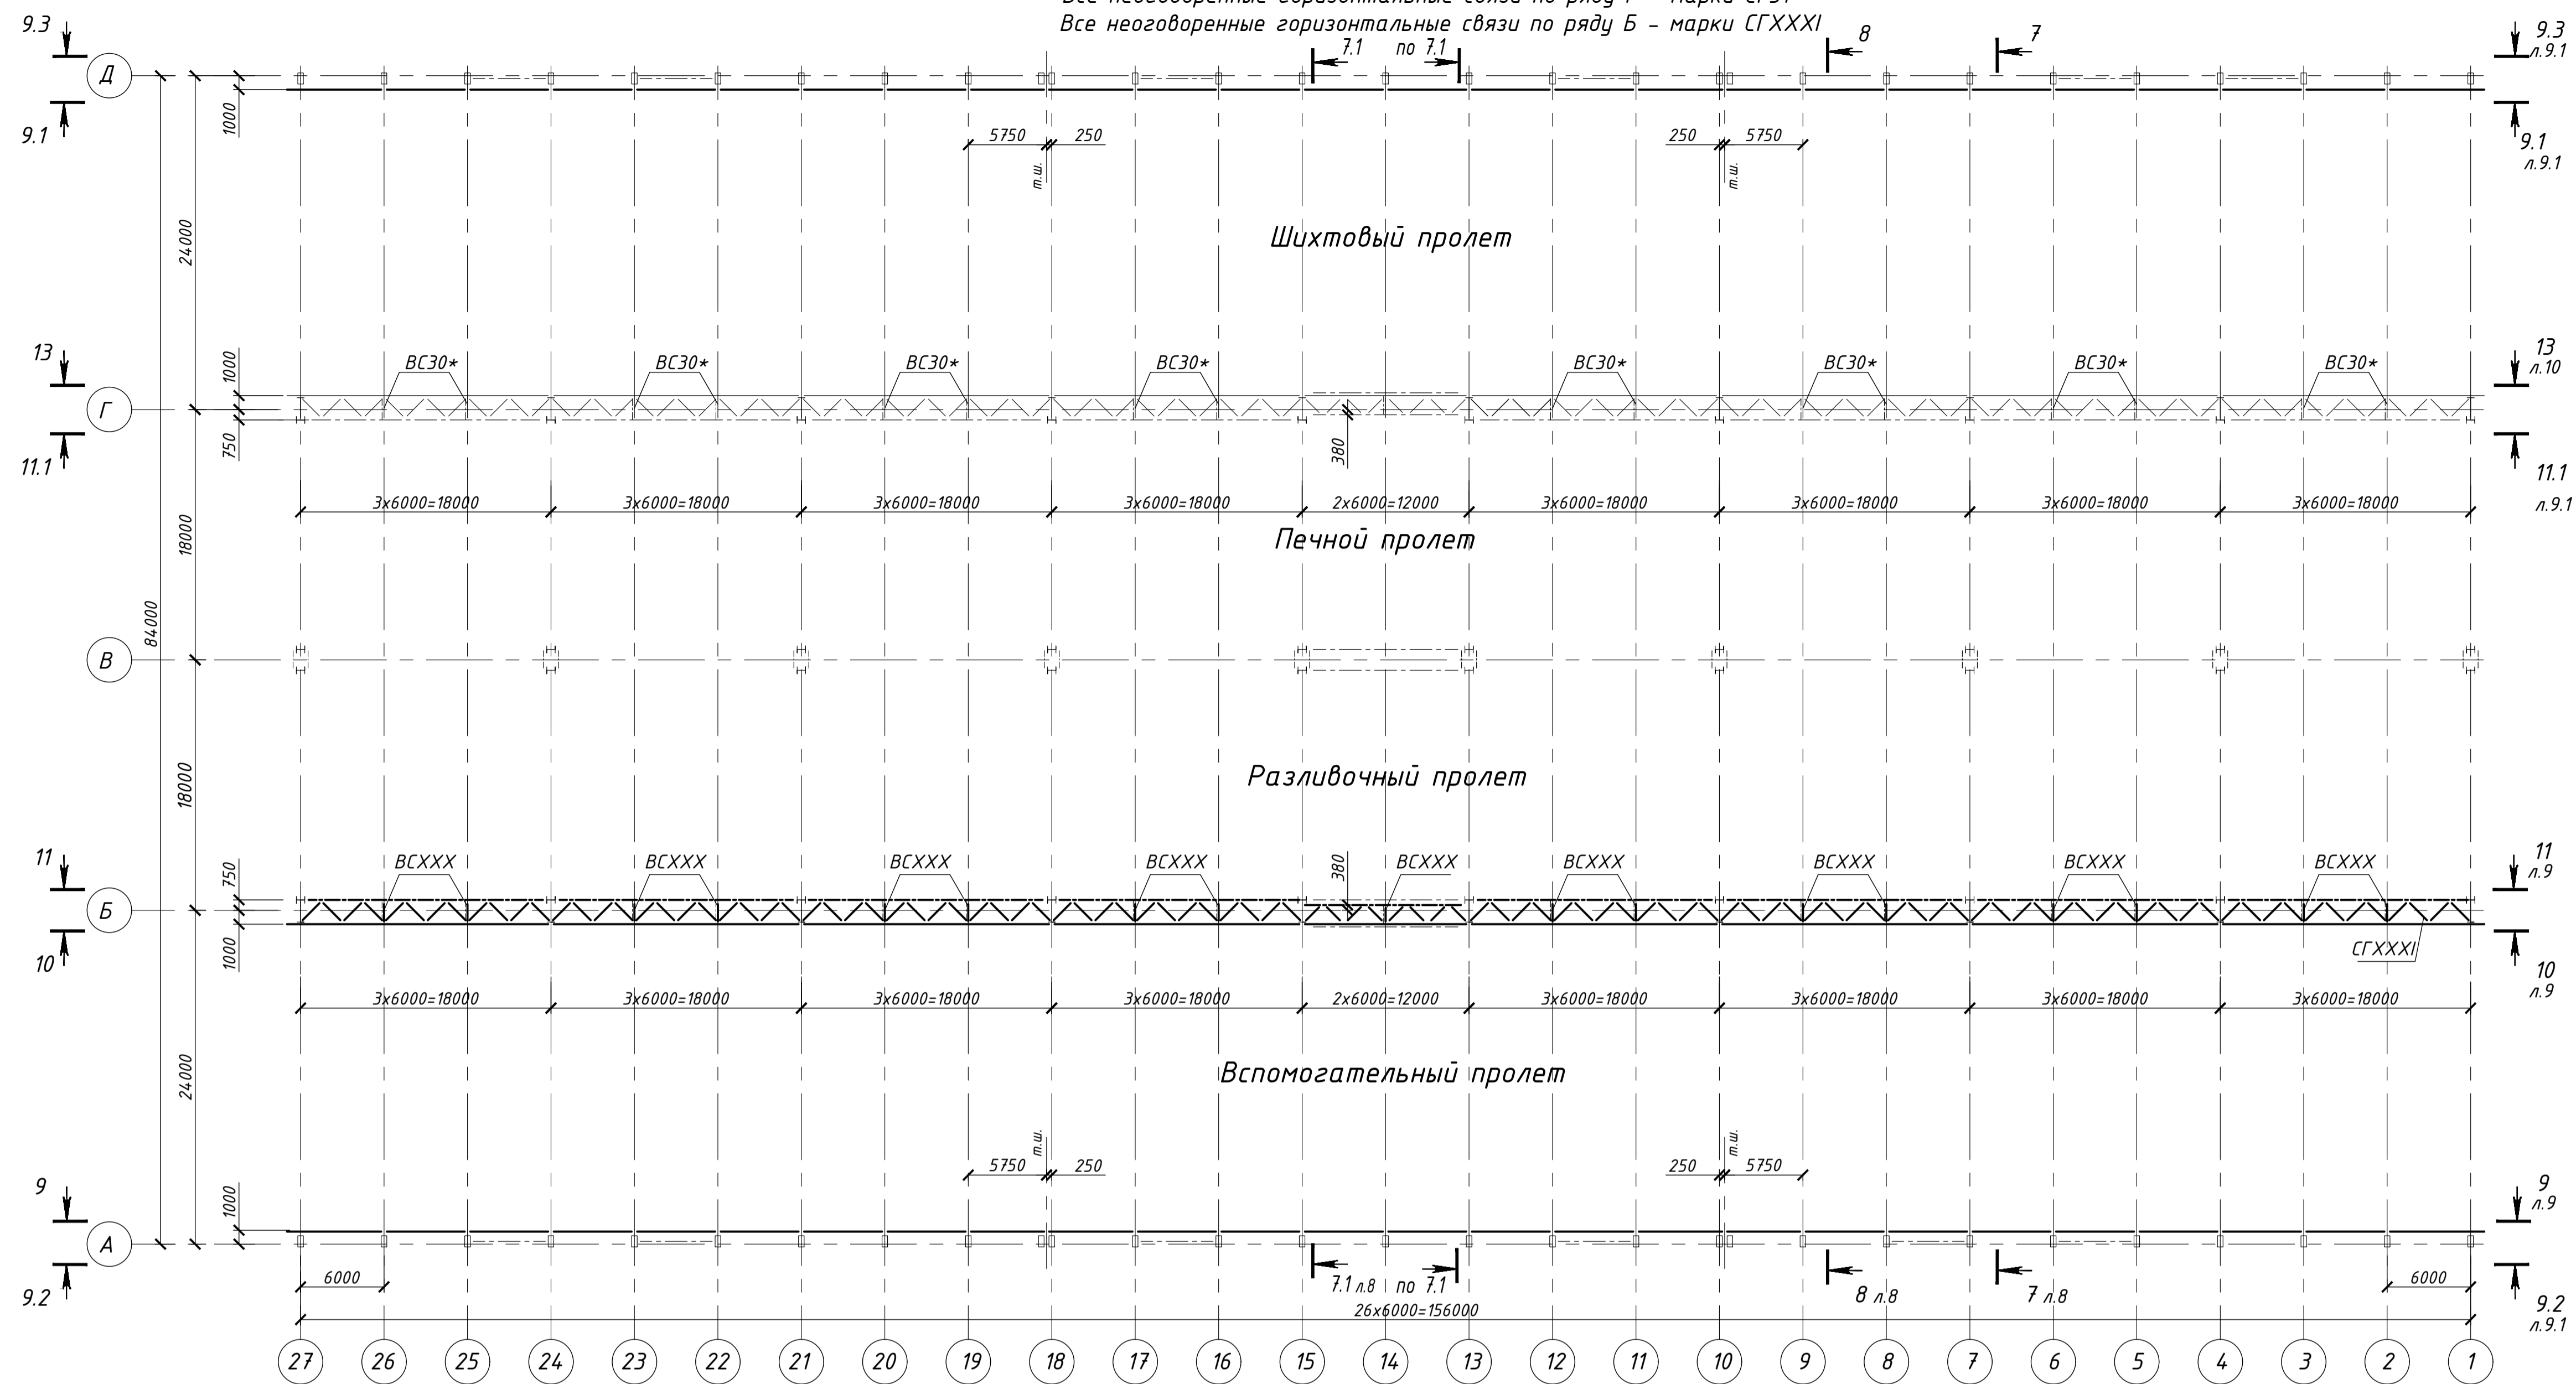 Все неоговоренные горизонтальные связи по ряду Б - марки СГXXXI
9.3
7.1 по 7.1
8
7
9.3
л.9.1
Д
9.1
1000
5750 250
250 5750
9.1
л.9.1
т.ш.
т.ш.
24000
Шихтовый пролет
13
1000
ВС30* ВС30* ВС30* ВС30* ВС30* ВС30* ВС30* ВС30*
13
л.10
Г
750
380
11.1
11.1
л.9.1
3х6000=18000 3х6000=18000 3х6000=18000 3х6000=18000 2х6000=12000 3х6000=18000 3х6000=18000 3х6000=18000 3х6000=18000
18000
Печной пролет
84000
В
18000
Разливочный пролет
11
750
ВСXXX ВСXXX ВСXXX ВСXXX 380 ВСXXX ВСXXX ВСXXX ВСXXX ВСXXX
11
л.9
Б
10
1000
СГXXXI
10
л.9
3х6000=18000 3х6000=18000 3х6000=18000 3х6000=18000 2х6000=12000 3х6000=18000 3х6000=18000 3х6000=18000 3х6000=18000
24000
Вспомогательный пролет
т.ш.
т.ш.
5750 250
250 5750
9
1000
9
л.9
А
9.2
6000
7.1 л.8 по 7.1
8 л.8
7 л.8
6000
9.2
л.9.1
26х6000=156000
27 26 25 24 23 22 21 20 19 18 17 16 15 14 13 12 11 10 9 8 7 6 5 4 3 2 1